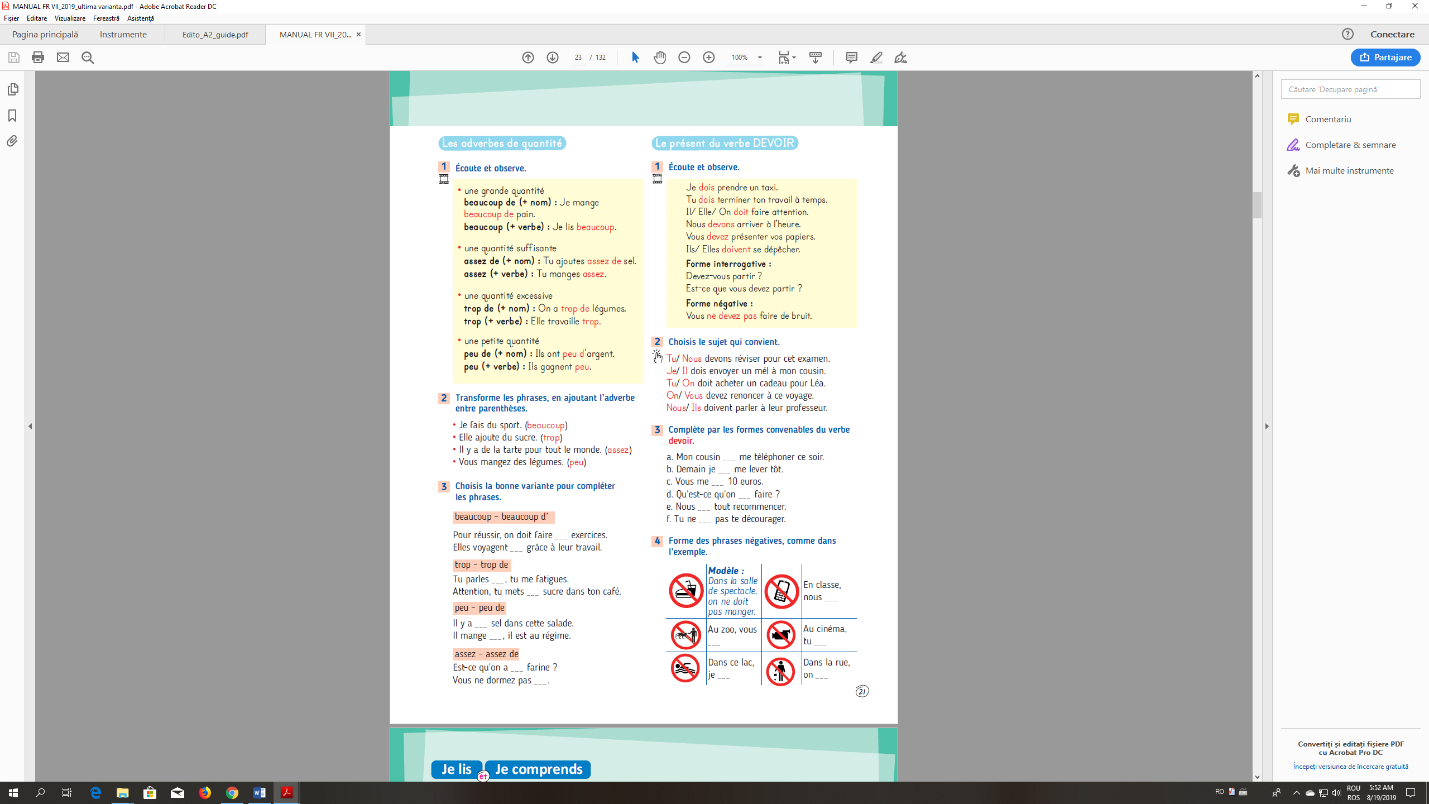 MANUAL FR VII_2019_ultima varianta.pdf - Adobe Acrobat Reader DC
Fișier Editare Vizualizare Fereastră Asistență
Pagina principală Instrumente Edito_A2_guide.pdf MANUAL FR VII_20... ×
Conectare
23 / 132
100%
Partajare
Căutare 'Decupare pagină'
Comentariu
Completare & semnare
Mai multe instrumente
Les adverbes de quantité
1 Écoute et observe.
• une grande quantité
beaucoup de (+ nom) : Je mange
beaucoup de pain.
beaucoup (+ verbe) : Je lis beaucoup.
• une quantité suffisante
assez de (+ nom) : Tu ajoutes assez de sel.
assez (+ verbe) : Tu manges assez.
• une quantité excessive
trop de (+ nom) : On a trop de légumes.
trop (+ verbe) : Elle travaille trop.
• une petite quantité
peu de (+ nom) : Ils ont peu d'argent.
peu (+ verbe) : Ils gagnent peu.
2 Transforme les phrases, en ajoutant l'adverbe
entre parenthèses.
• Je fais du sport. (beaucoup)
• Elle ajoute du sucre. (trop)
• Il y a de la tarte pour tout le monde. (assez)
• Vous mangez des légumes. (peu)
3 Choisis la bonne variante pour compléter
les phrases.
beaucoup – beaucoup d'
Pour réussir, on doit faire ___ exercices.
Elles voyagent ___ grâce à leur travail.
trop – trop de
Tu parles ___, tu me fatigues.
Attention, tu mets ___ sucre dans ton café.
peu – peu de
Il y a ___ sel dans cette salade.
Il mange ___, il est au régime.
assez – assez de
Est-ce qu'on a ___ farine ?
Vous ne dormez pas ___.
Le présent du verbe DEVOIR
1 Écoute et observe.
Je dois prendre un taxi.
Tu dois terminer ton travail à temps.
Il/ Elle/ On doit faire attention.
Nous devons arriver à l'heure.
Vous devez présenter vos papiers.
Ils/ Elles doivent se dépêcher.
Forme interrogative :
Devez-vous partir ?
Est-ce que vous devez partir ?
Forme négative :
Vous ne devez pas faire de bruit.
2 Choisis le sujet qui convient.
Tu/ Nous devons réviser pour cet examen.
Je/ Il dois envoyer un mél à mon cousin.
Tu/ On doit acheter un cadeau pour Léa.
On/ Vous devez renoncer à ce voyage.
Nous/ Ils doivent parler à leur professeur.
3 Complète par les formes convenables du verbe
devoir.
a. Mon cousin ___ me téléphoner ce soir.
b. Demain je ___ me lever tôt.
c. Vous me ___ 10 euros.
d. Qu'est-ce qu'on ___ faire ?
e. Nous ___ tout recommencer.
f. Tu ne ___ pas te décourager.
4 Forme des phrases négatives, comme dans
l'exemple.
Modèle :
Dans la salle
de spectacle,
on ne doit
pas manger.
En classe,
nous ___
Au zoo, vous
___
Au cinéma,
tu ___
Dans ce lac,
je ___
Dans la rue,
on ___
21
Je lis et Je comprends
Convertiți și editați fișiere PDF
cu Acrobat Pro DC
Începeți versiunea de încercare gratuită
RO
ROU
ROS
5:52 AM
8/19/2019